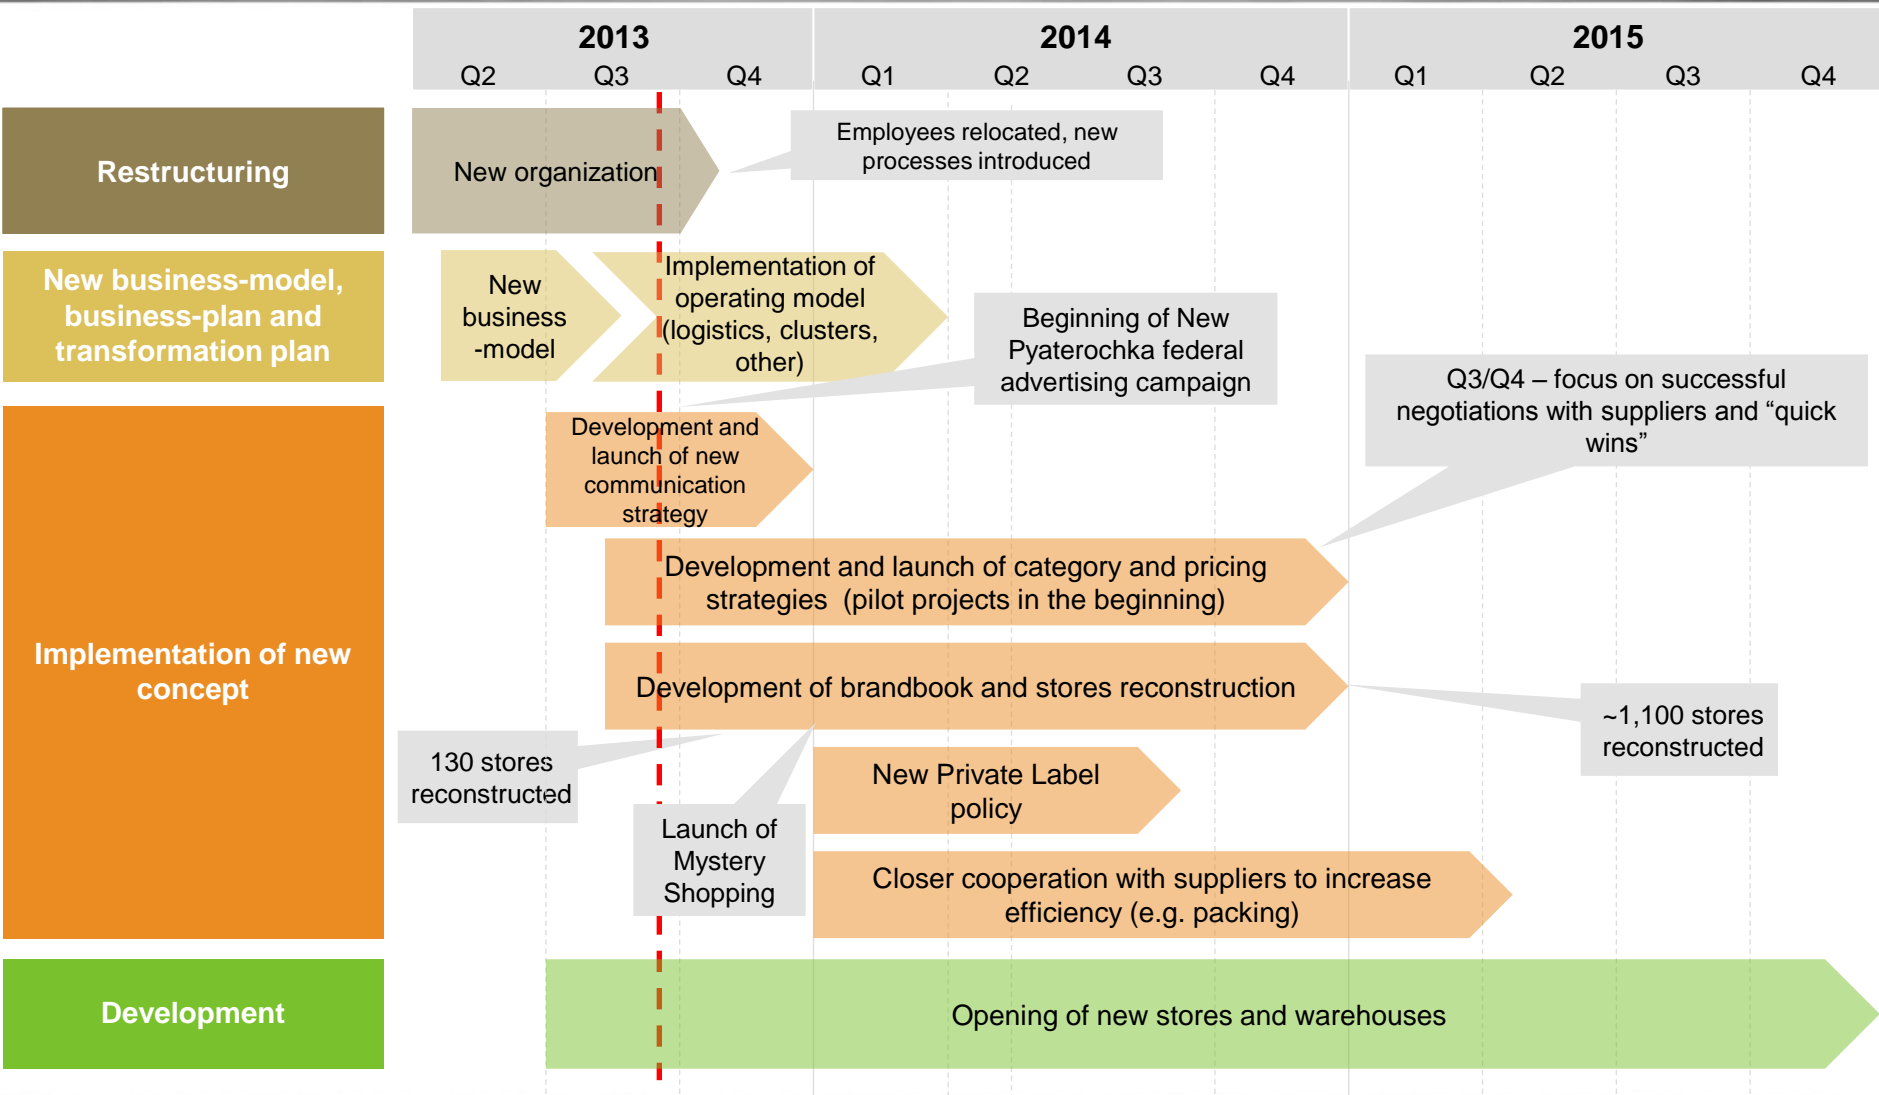 2013
2014
2015
Q2
Q3
Q4
Q1
Q2
Q3
Q4
Q1
Q2
Q3
Q4
Restructuring
New organization
Employees relocated, new
processes introduced
New business-model,
business-plan and
transformation plan
New
business
-model
Implementation of
operating model
(logistics, clusters,
other)
Beginning of New
Pyaterochka federal
advertising campaign
Q3/Q4 – focus on successful
negotiations with suppliers and “quick
wins”
Implementation of new
concept
Development and
launch of new
communication
strategy
Development and launch of category and pricing
strategies (pilot projects in the beginning)
Development of brandbook and stores reconstruction
~1,100 stores
reconstructed
130 stores
reconstructed
Launch of
Mystery
Shopping
New Private Label
policy
Closer cooperation with suppliers to increase
efficiency (e.g. packing)
Development
Opening of new stores and warehouses